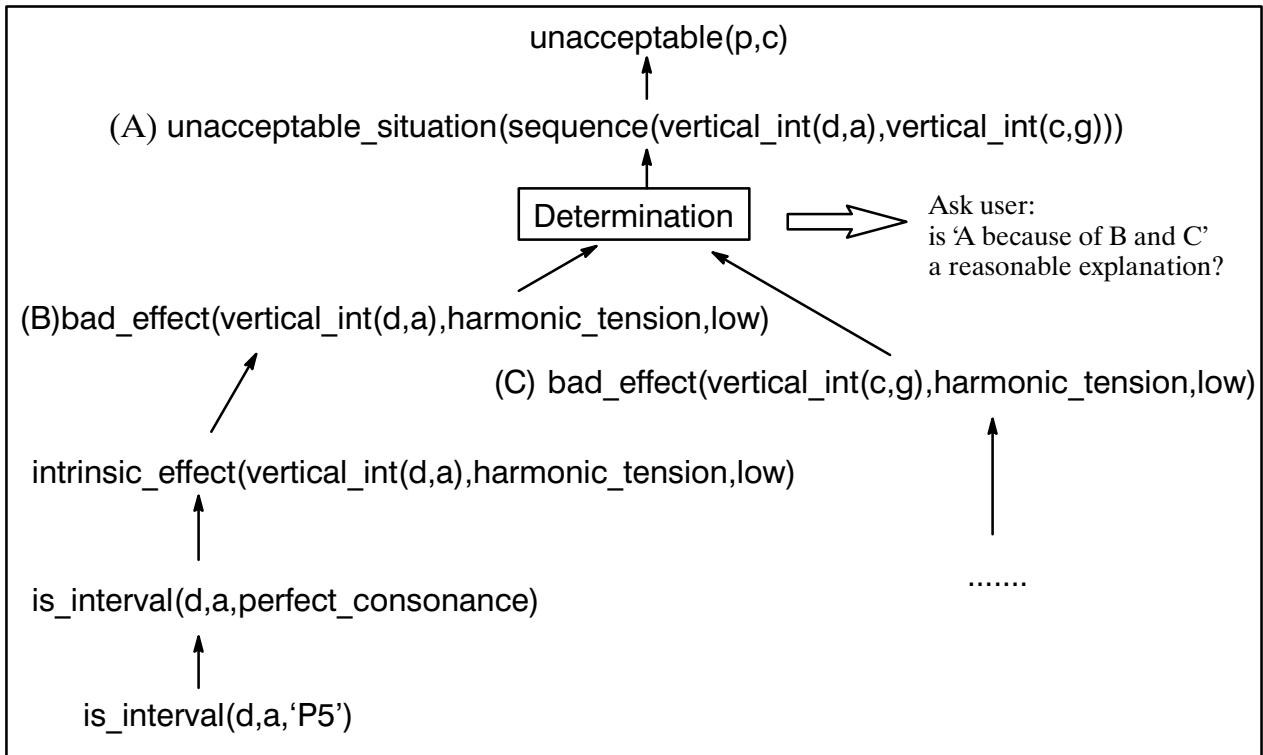 unacceptable(p,c)
(A) unacceptable_situation(sequence(vertical_int(d,a),vertical_int(c,g)))
Determination
Ask user:
is ‘A because of B and C’
a reasonable explanation?
(B)bad_effect(vertical_int(d,a),harmonic_tension,low)
(C) bad_effect(vertical_int(c,g),harmonic_tension,low)
intrinsic_effect(vertical_int(d,a),harmonic_tension,low)
.......
is_interval(d,a,perfect_consonance)
is_interval(d,a,‘P5’)